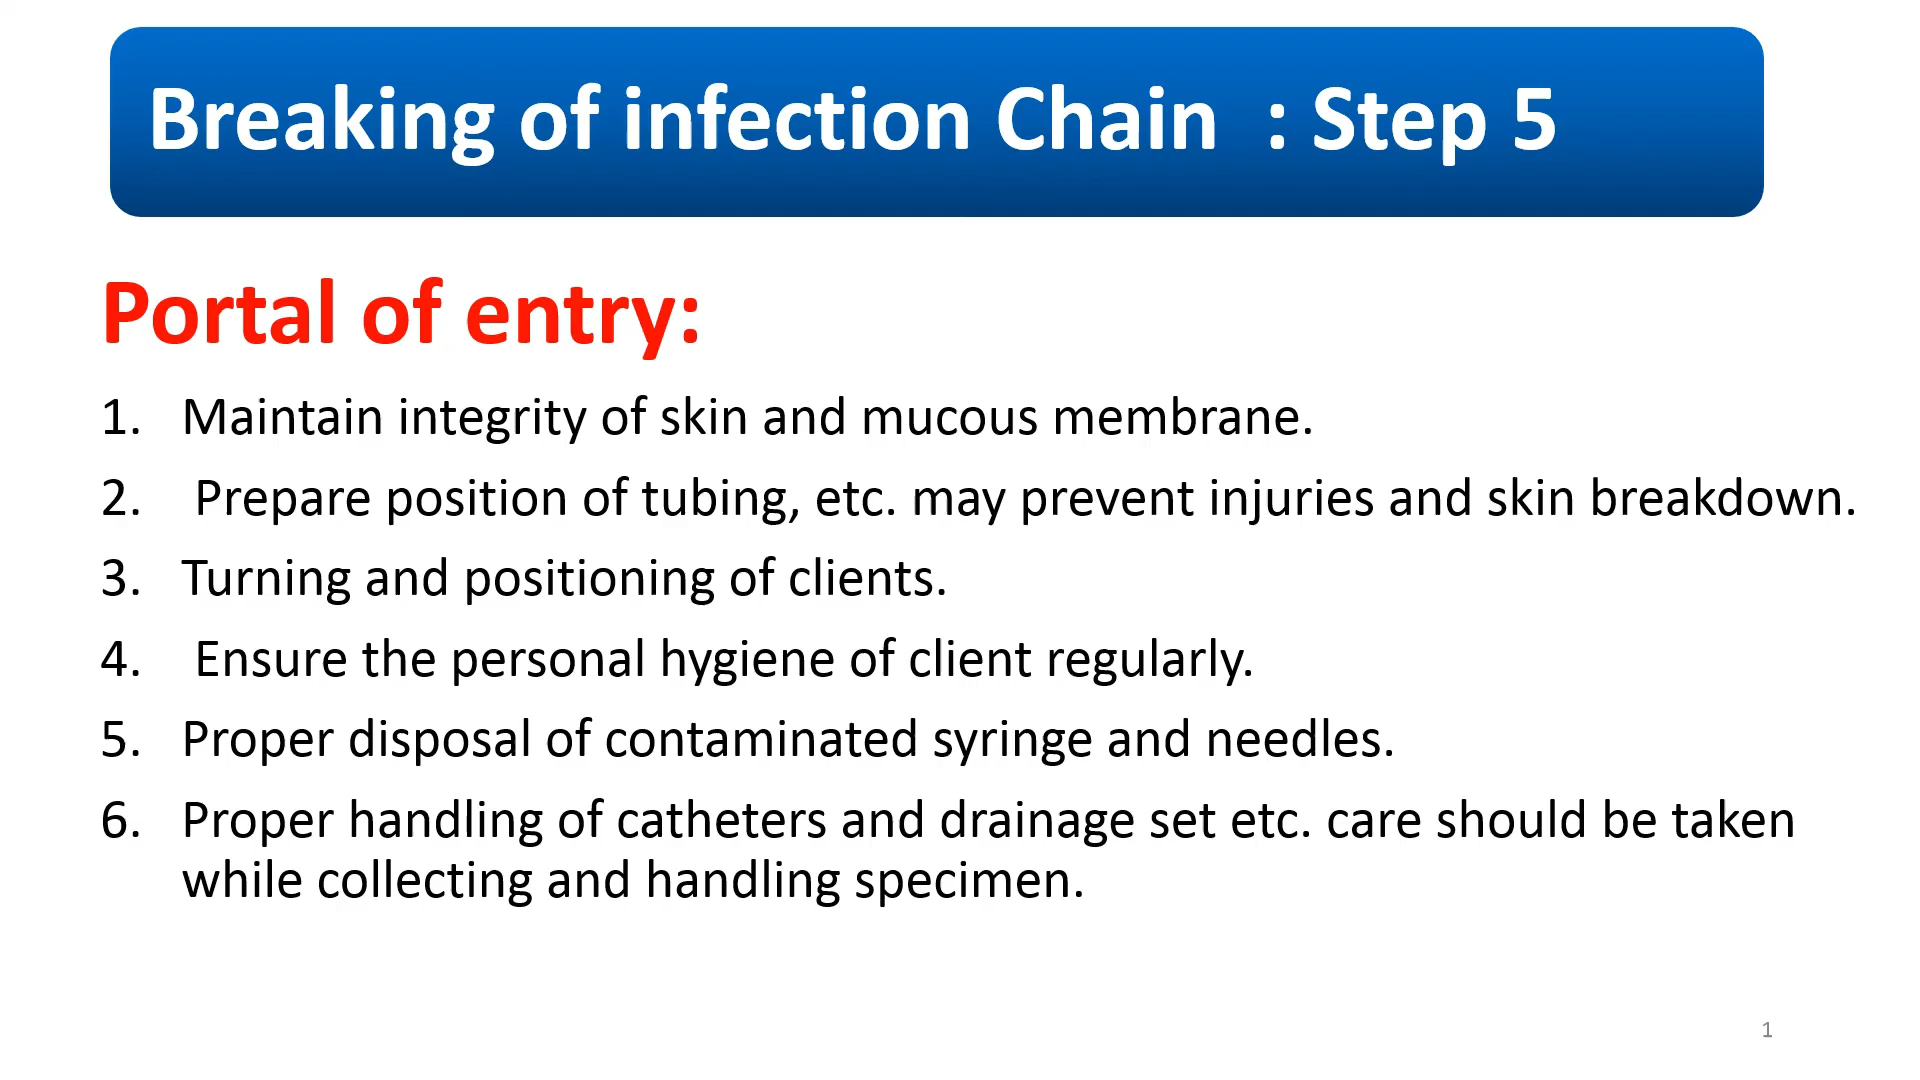 Breaking of infection Chain : Step 5
Portal of entry:
1. Maintain integrity of skin and mucous membrane.
2. Prepare position of tubing, etc. may prevent injuries and skin breakdown.
3. Turning and positioning of clients.
4. Ensure the personal hygiene of client regularly.
5. Proper disposal of contaminated syringe and needles.
6. Proper handling of catheters and drainage set etc. care should be taken
while collecting and handling specimen.
1